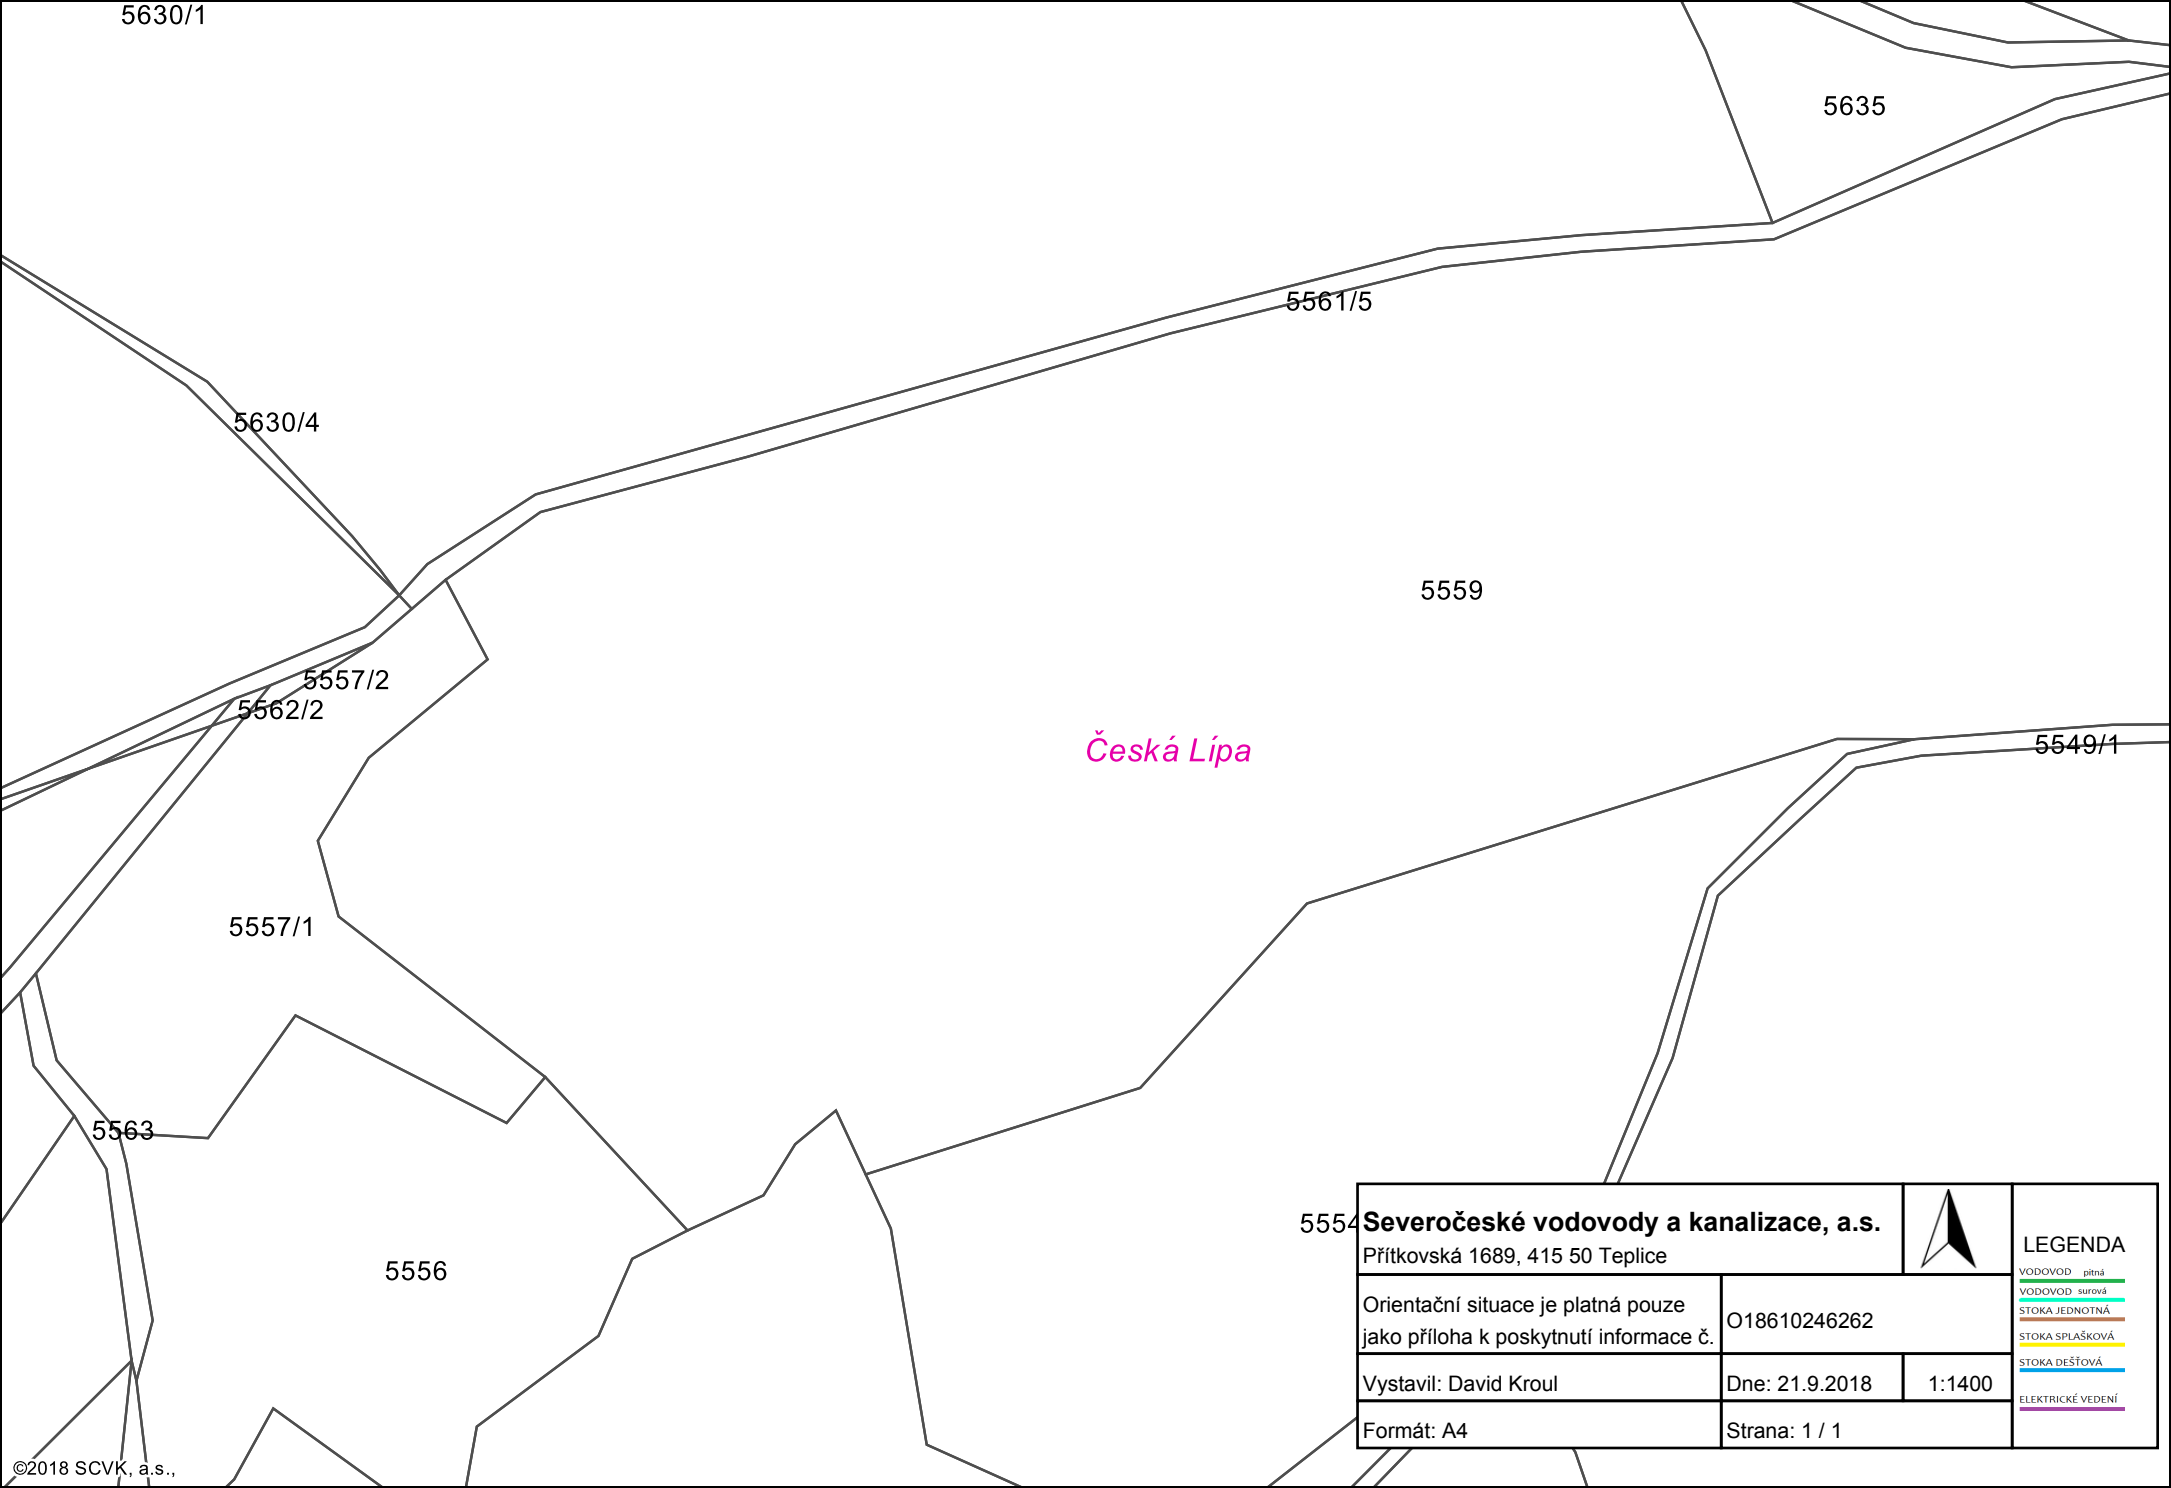 5630/1
5635
5561/5
5630/4
5559
5557/2
5562/2
Česká Lípa
5549/1
5557/1
5563
5554
5556
Severočeské vodovody a kanalizace, a.s.
Přítkovská 1689, 415 50 Teplice
Orientační situace je platná pouze
jako příloha k poskytnutí informace č.
O18610246262
Vystavil: David Kroul
Dne: 21.9.2018
1:1400
Formát: A4
Strana: 1 / 1
LEGENDA
VODOVOD pitná
VODOVOD surová
STOKA JEDNOTNÁ
STOKA SPLAŠKOVÁ
STOKA DEŠŤOVÁ
ELEKTRICKÉ VEDENÍ
©2018 SCVK, a.s.,